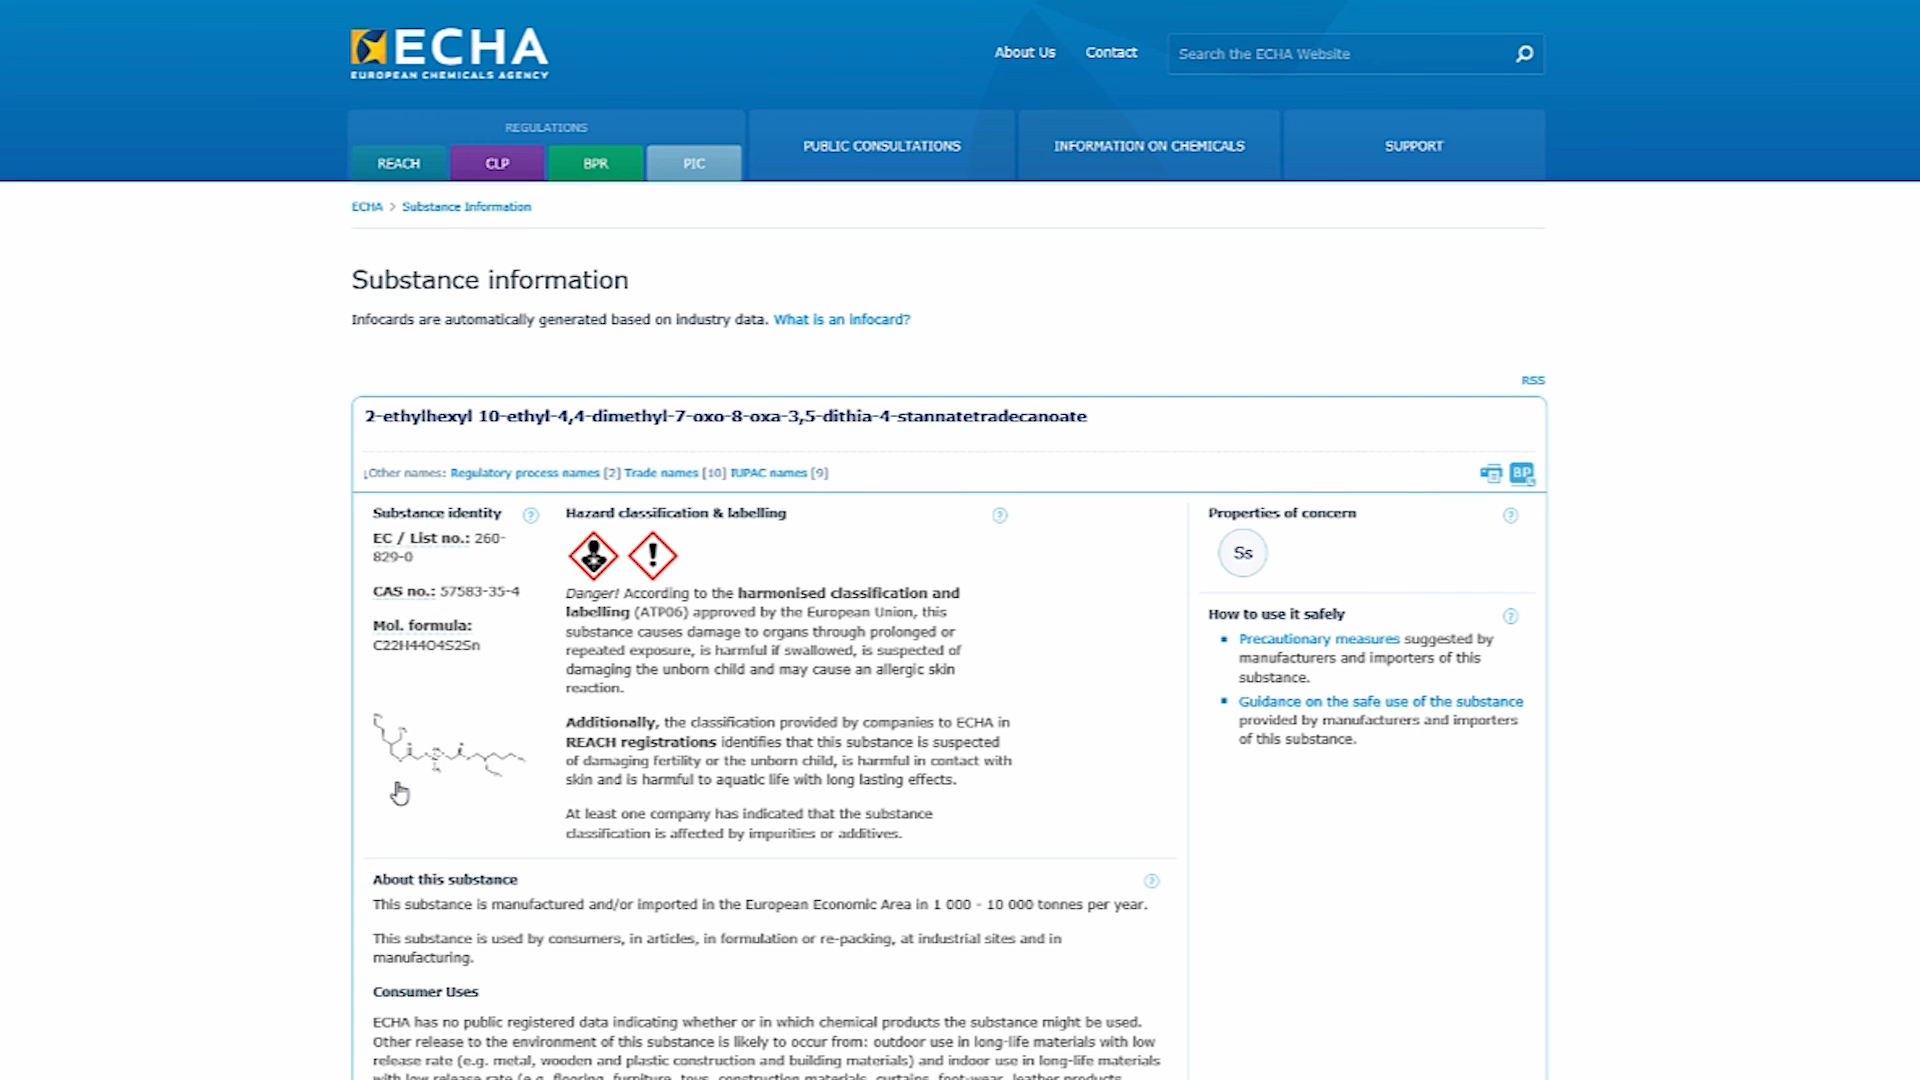 ECHA
EUROPEAN CHEMICALS AGENCY
About Us
Contact
Search the ECHA Website
REGULATIONS
REACH
CLP
BPR
PIC
PUBLIC CONSULTATIONS
INFORMATION ON CHEMICALS
SUPPORT
ECHA > Substance Information
Substance information
Infocards are automatically generated based on industry data. What is an infocard?
RSS
2-ethylhexyl 10-ethyl-4,4-dimethyl-7-oxo-8-oxa-3,5-dithia-4-stannatetradecanoate
Other names: Regulatory process names [2] Trade names [10] IUPAC names [9]
BP
Substance identity
?
EC / List no.: 260-
829-0
CAS no.: 57583-35-4
Mol. formula:
C22H44O4S2Sn
Hazard classification & labelling
?
Danger! According to the harmonised classification and
labelling (ATP06) approved by the European Union, this
substance causes damage to organs through prolonged or
repeated exposure, is harmful if swallowed, is suspected of
damaging the unborn child and may cause an allergic skin
reaction.
Additionally, the classification provided by companies to ECHA in
REACH registrations identifies that this substance is suspected
of damaging fertility or the unborn child, is harmful in contact with
skin and is harmful to aquatic life with long lasting effects.
At least one company has indicated that the substance
classification is affected by impurities or additives.
Properties of concern
?
Ss
How to use it safely
?
Precautionary measures suggested by
manufacturers and importers of this
substance.
Guidance on the safe use of the substance
provided by manufacturers and importers
of this substance.
About this substance
?
This substance is manufactured and/or imported in the European Economic Area in 1 000 - 10 000 tonnes per year.
This substance is used by consumers, in articles, in formulation or re-packing, at industrial sites and in
manufacturing.
Consumer Uses
ECHA has no public registered data indicating whether or in which chemical products the substance might be used.
Other release to the environment of this substance is likely to occur from: outdoor use in long-life materials with low
release rate (e.g. metal, wooden and plastic construction and building materials) and indoor use in long-life materials
with low release rate (e.g. flooring, furniture, toys, construction materials, curtains, foot-wear, leather products,